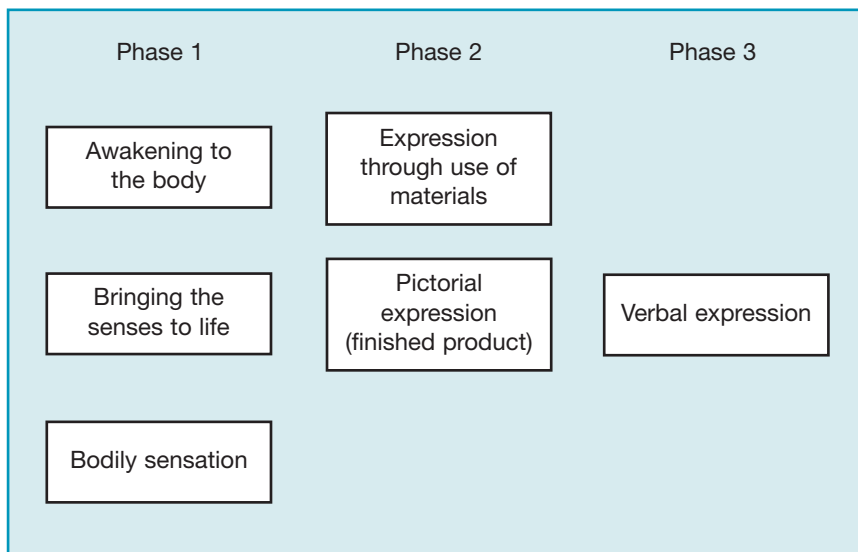 Phase 1
Awakening to
the body
Bringing the
senses to life
Bodily sensation
Phase 2
Expression
through use of
materials
Pictorial
expression
(finished product)
Phase 3
Verbal expression